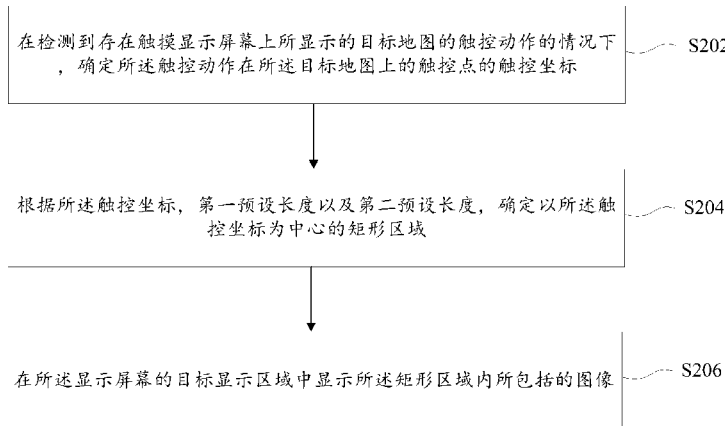 在检测到存在触摸显示屏幕上所显示的目标地图的触控动作的情况下
，确定所述触控动作在所述目标地图上的触控点的触控坐标
S202
根据所述触控坐标，第一预设长度以及第二预设长度，确定以所述触
控坐标为中心的矩形区域
S204
在所述显示屏幕的目标显示区域中显示所述矩形区域内所包括的图像
S206